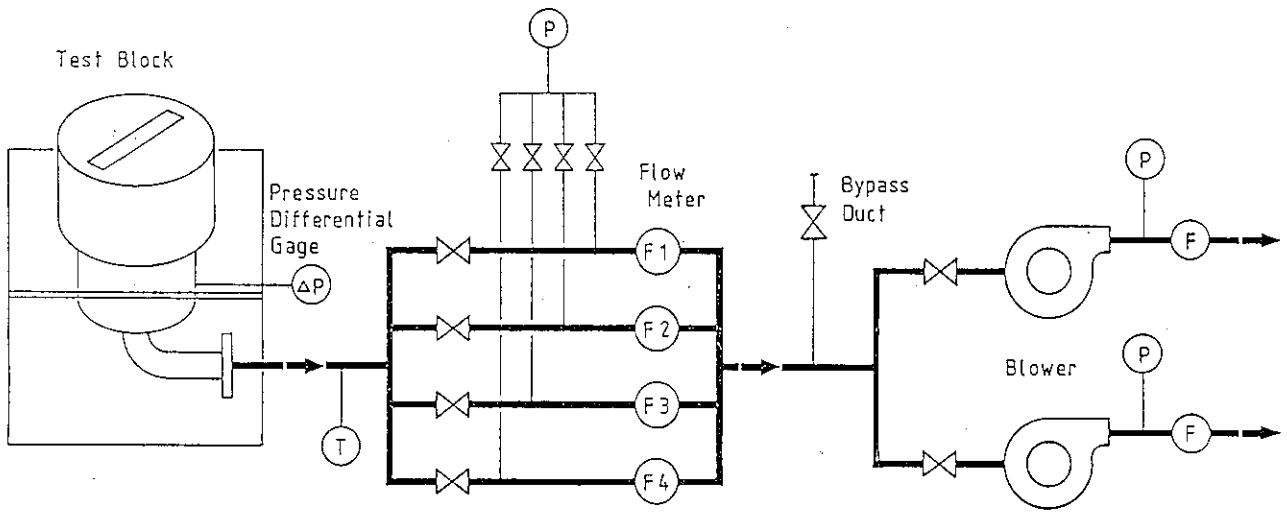 P
Test Block
Pressure
Differential
Gage
ΔP
T
Flow
Meter
F1
F2
F3
F4
Bypass
Duct
P
F
Blower
P
F